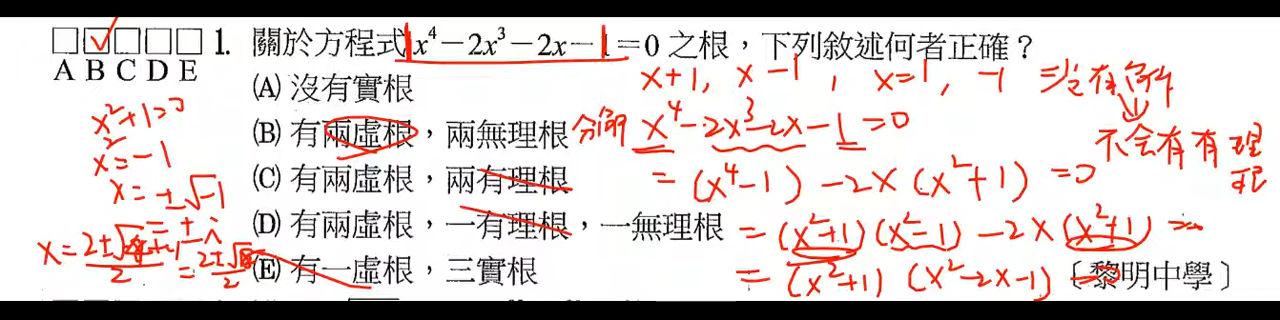 □□□□□ 1. 關於方程式 x⁴－2x³－2x－1＝0 之根，下列敘述何者正確？
A B C D E
(A) 沒有實根
(B) 有兩虛根，兩無理根
(C) 有兩虛根，兩有理根
(D) 有兩虛根，一有理根，一無理根
(E) 有一虛根，三實根
〔黎明中學〕
x+1, x-1, x=1, -1
不会有有理根
分解 x⁴-2x³-2x-1=0
= (x⁴-1) -2x(x²+1) =0
= (x²+1)(x²-1) -2x(x²+1) =0
= (x²+1)(x²-2x-1)
x²+1=0
x²=-1
x=±√-1
=±i